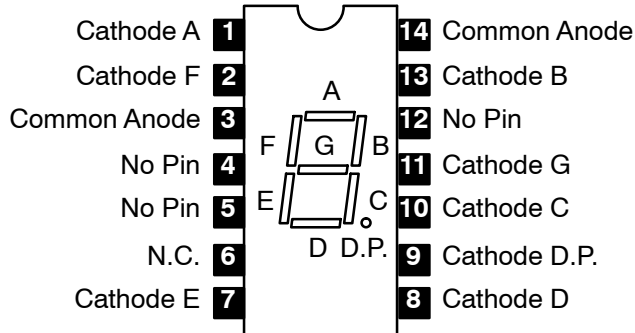 Cathode A 1 14 Common Anode
Cathode F 2 13 Cathode B
A
Common Anode 3 12 No Pin
F G B
No Pin 4 11 Cathode G
No Pin 5 E C 10 Cathode C
N.C. 6 D D.P. 9 Cathode D.P.
Cathode E 7 8 Cathode D